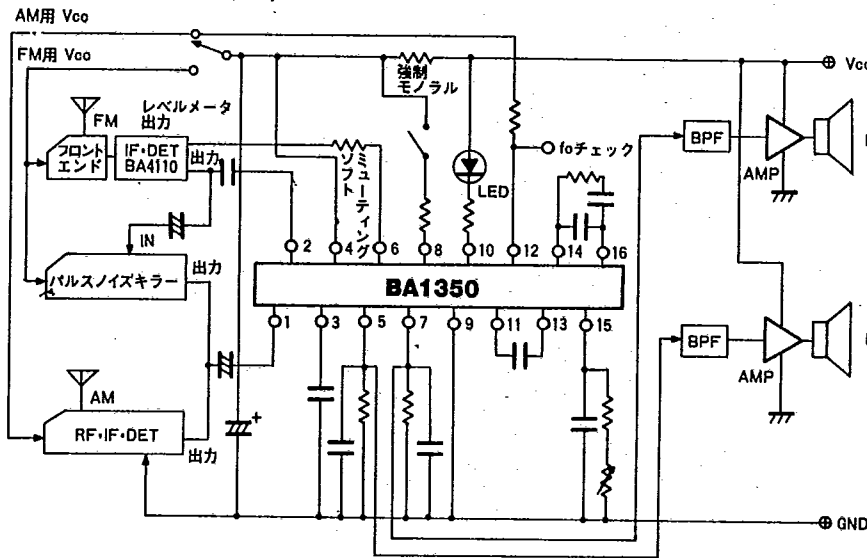 AM用 Vcc
FM用 Vcc
レベルメータ
出力
FM
フロント
エンド
IF・DET
BA4110
出力
ソフト
ミューティング
強制
モノラル
LED
foチェック
Vcc
BPF
AMP
IN
パルスノイズキラー
出力
2
4
6
8
10
12
14
16
BA1350
1
3
5
7
9
11
13
15
BPF
AMP
AM
RF・IF・DET
出力
+
GND